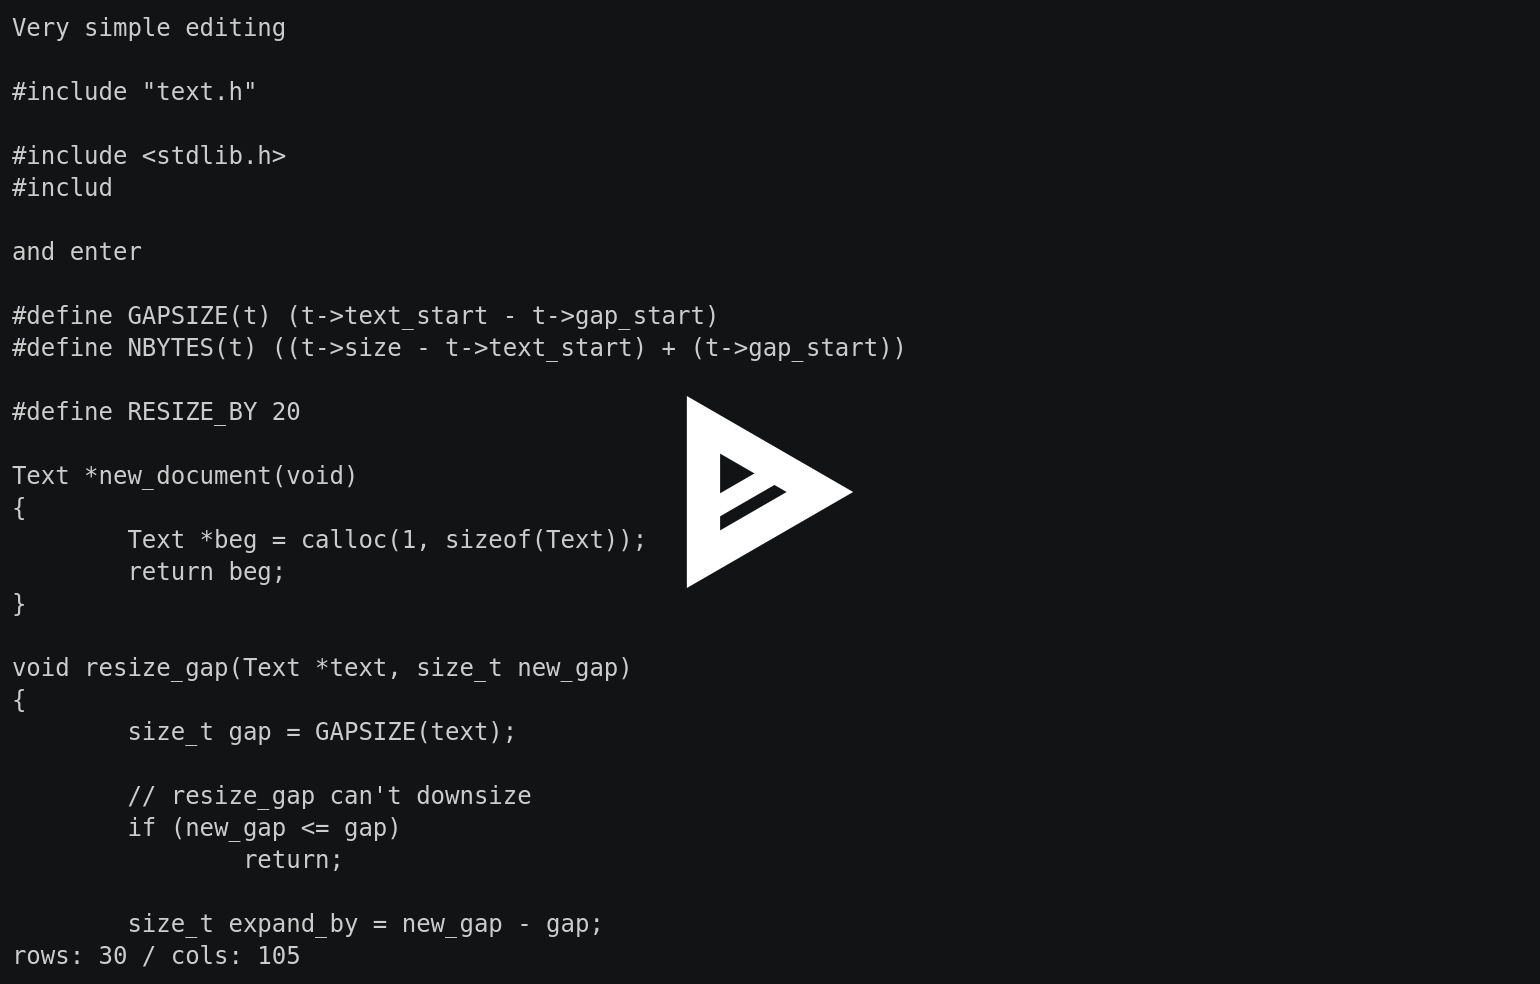 Very simple editing
#include "text.h"
#include <stdlib.h>
#includ
and enter
#define GAPSIZE(t) (t->text_start - t->gap_start)
#define NBYTES(t) ((t->size - t->text_start) + (t->gap_start))
#define RESIZE_BY 20
Text *new_document(void)
{
        Text *beg = calloc(1, sizeof(Text));
        return beg;
}
void resize_gap(Text *text, size_t new_gap)
{
        size_t gap = GAPSIZE(text);
        // resize_gap can't downsize
        if (new_gap <= gap)
                return;
        size_t expand_by = new_gap - gap;
rows: 30 / cols: 105